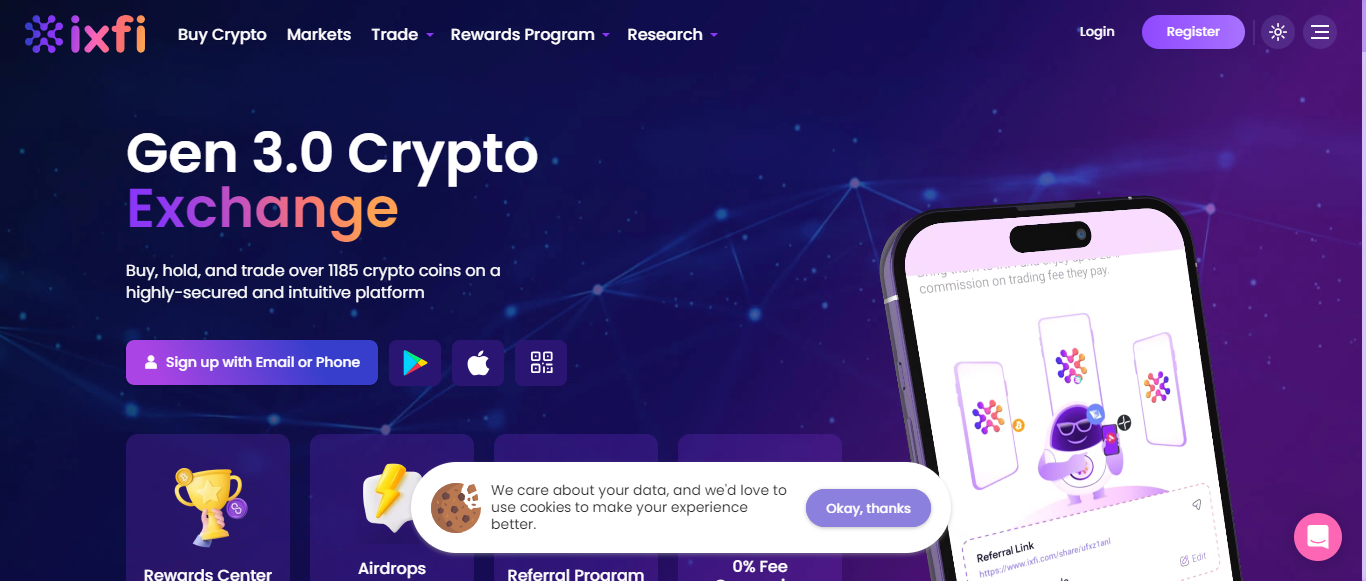 ixfi
Buy Crypto
Markets
Trade
Rewards Program
Research
Login
Register
Gen 3.0 Crypto
Exchange
Buy, hold, and trade over 1185 crypto coins on a
highly-secured and intuitive platform
Sign up with Email or Phone
commission on trading fee they pay.
Referral Link
https://www.ixfi.com/share/ufxz1anl
Edit
We care about your data, and we'd love to
use cookies to make your experience
better.
Okay, thanks
Rewards Center
Airdrops
Referral Program
0% Fee